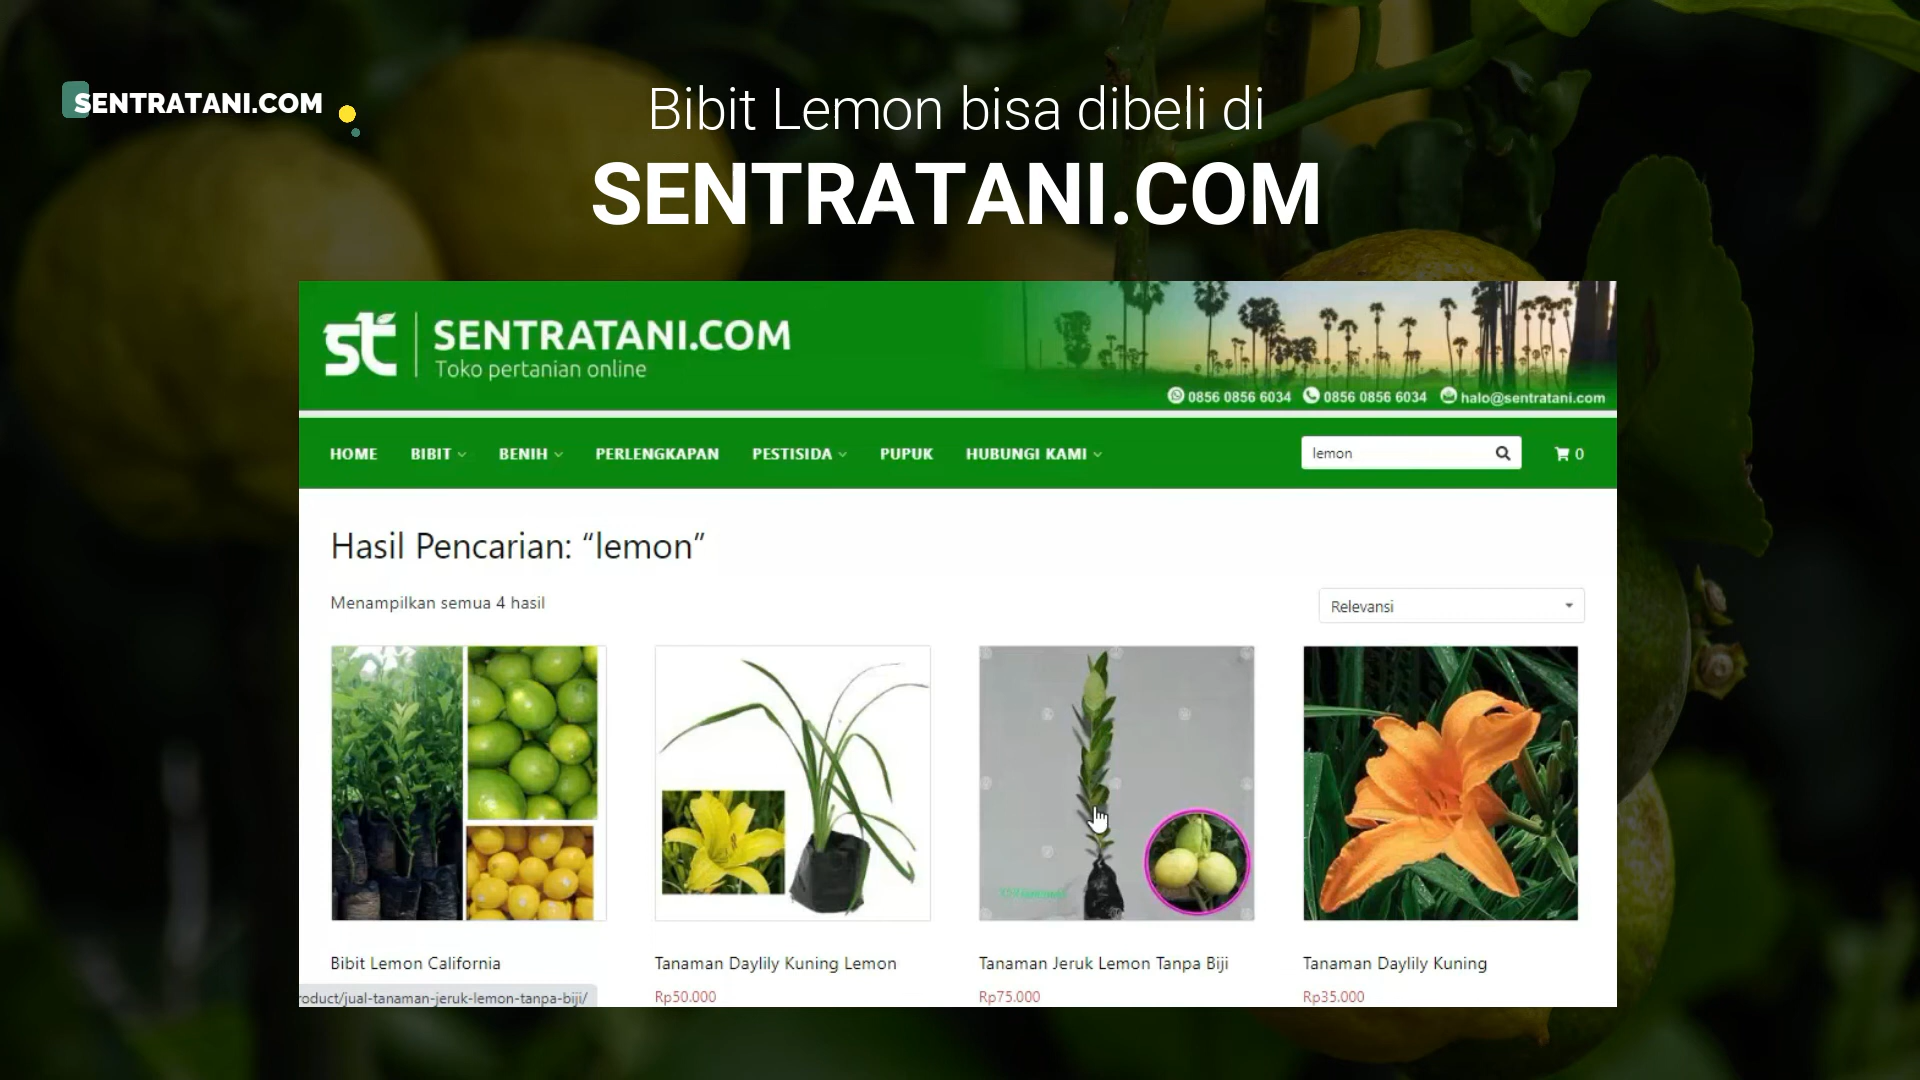 SENTRATANI.COM
Bibit Lemon bisa dibeli di
SENTRATANI.COM
st
SENTRATANI.COM
Toko pertanian online
0856 0856 6034 0856 0856 6034 halo@sentratani.com
HOME BIBIT BENIH PERLENGKAPAN PESTISIDA PUPUK HUBUNGI KAMI lemon 0
Hasil Pencarian: “lemon”
Menampilkan semua 4 hasil
Relevansi
Bibit Lemon California Tanaman Daylily Kuning Lemon Tanaman Jeruk Lemon Tanpa Biji Tanaman Daylily Kuning
Rp50.000 Rp75.000 Rp35.000
roduct/jual-tanaman-jeruk-lemon-tanpa-biji/